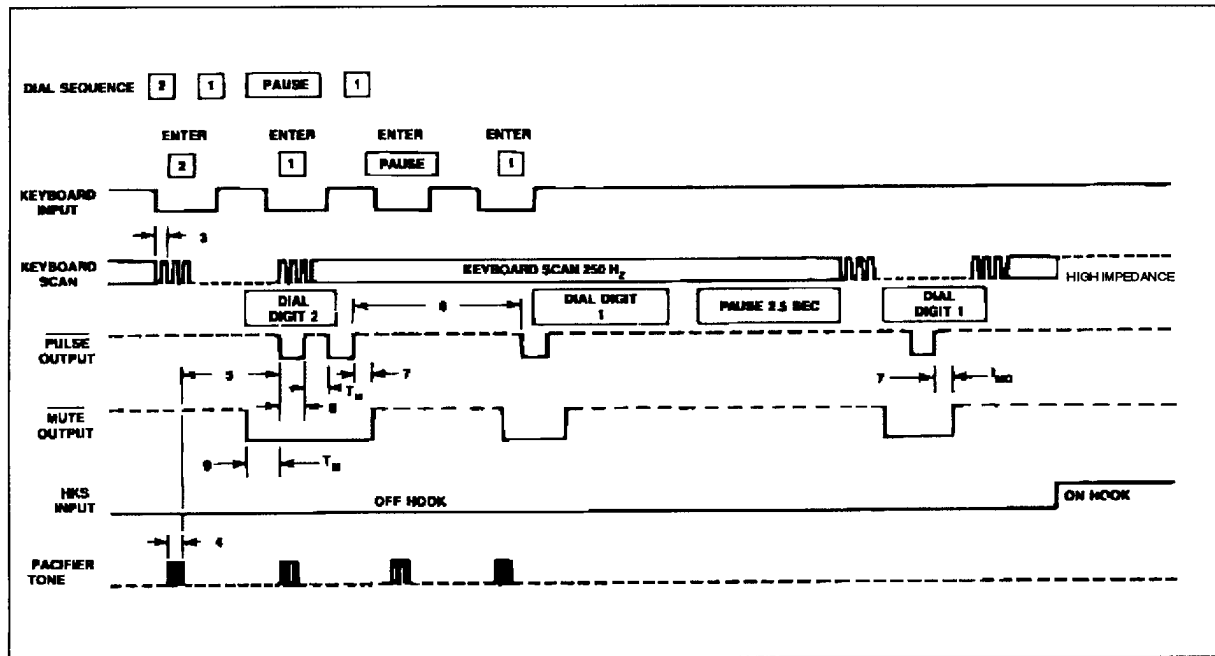 DIAL SEQUENCE 2 1 PAUSE 1
ENTER ENTER ENTER ENTER
2 1 PAUSE 1
KEYBOARD INPUT
3
KEYBOARD SCAN
KEYBOARD SCAN 250 HZ
HIGH IMPEDANCE
DIAL DIGIT 2
6
DIAL DIGIT 1
PAUSE 2.5 SEC
DIAL DIGIT 1
PULSE OUTPUT
5
7
7
8
MUTE OUTPUT
9
HKS INPUT
OFF HOOK
ON HOOK
4
PACIFIER TONE